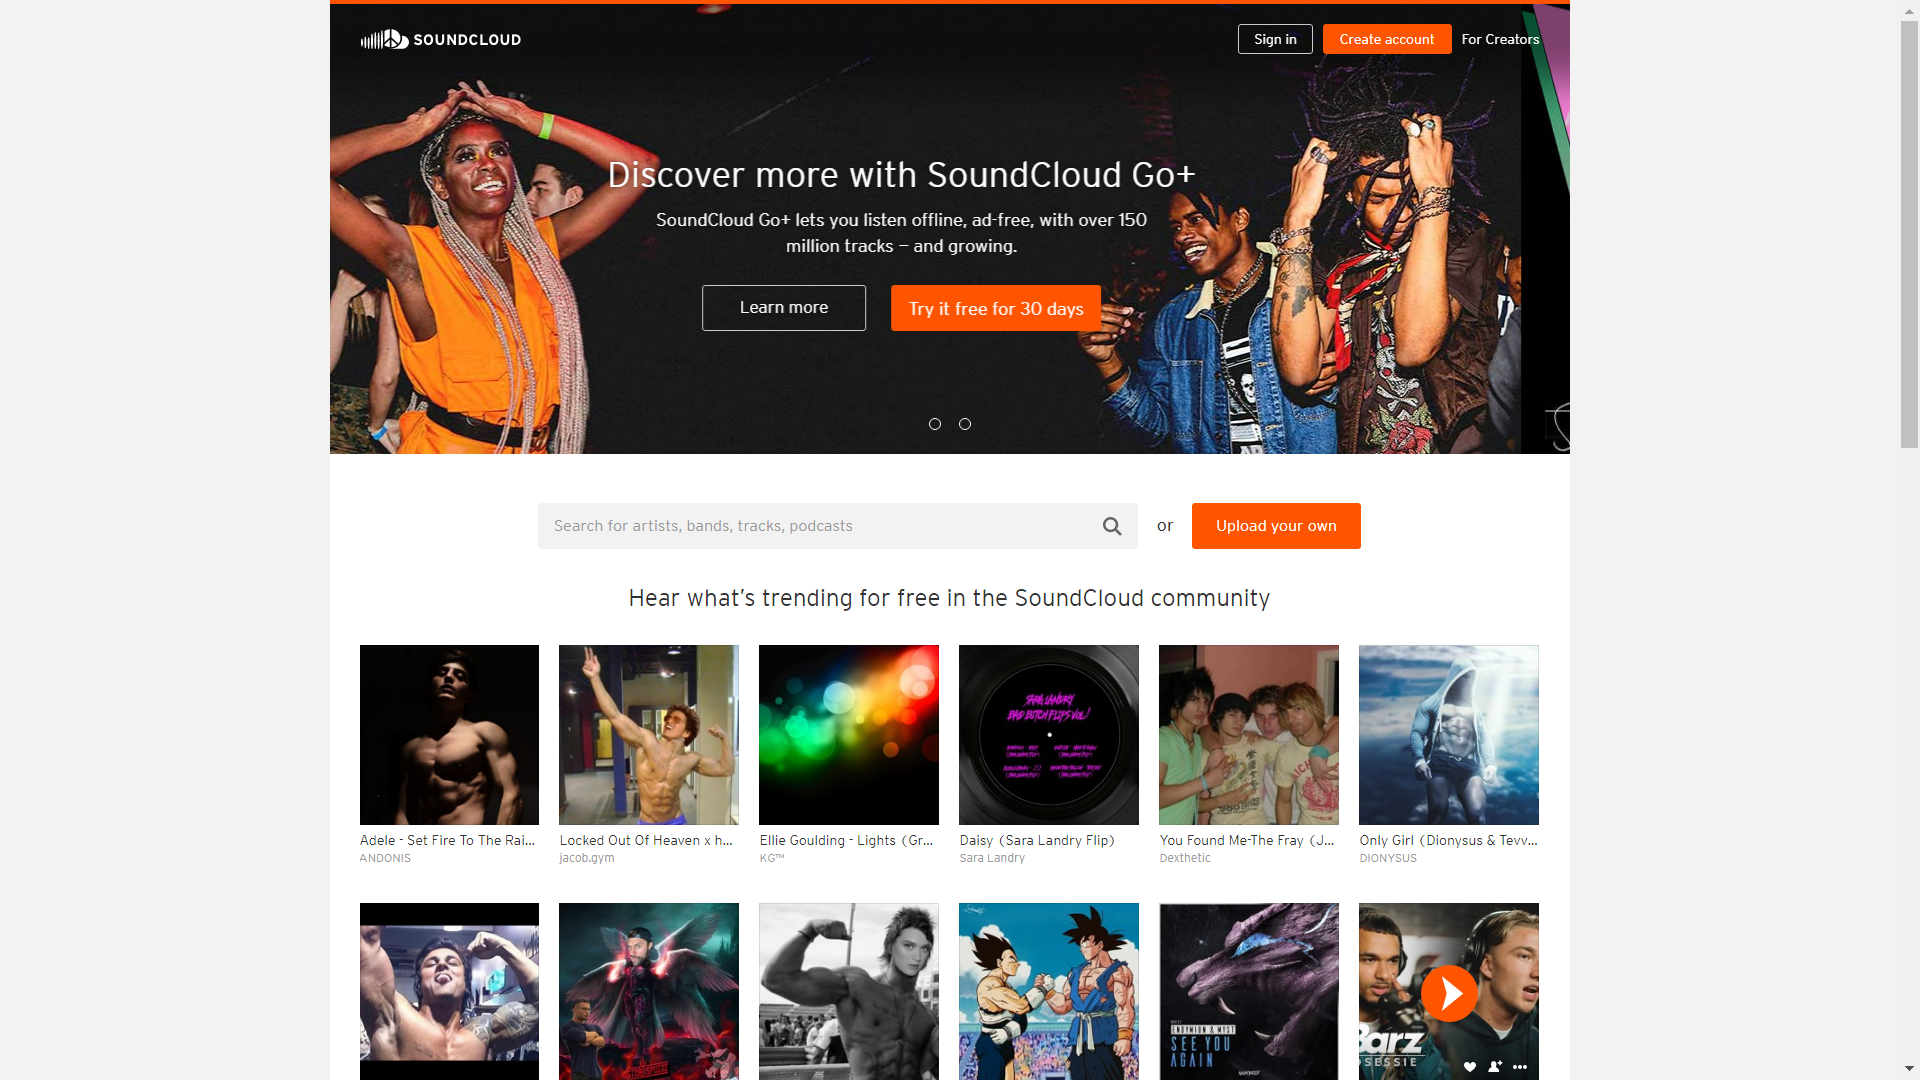 SOUNDCLOUD
Sign in
Create account
For Creators
Discover more with SoundCloud Go+
SoundCloud Go+ lets you listen offline, ad-free, with over 150
million tracks – and growing.
Learn more
Try it free for 30 days
Search for artists, bands, tracks, podcasts
or
Upload your own
Hear what’s trending for free in the SoundCloud community
SARA LANDRY
BAD BITCH FLIPS VOL 1
Adele - Set Fire To The Rai...
ANDONIS
Locked Out Of Heaven x h...
jacob.gym
Ellie Goulding - Lights (Gr...
KG™
Daisy (Sara Landry Flip)
Sara Landry
You Found Me-The Fray (J...
Dexthetic
Only Girl (Dionysus & Tevv...
DIONYSUS
ENDYMION & MYST
SEE YOU
AGAIN
Barz
SESSIE